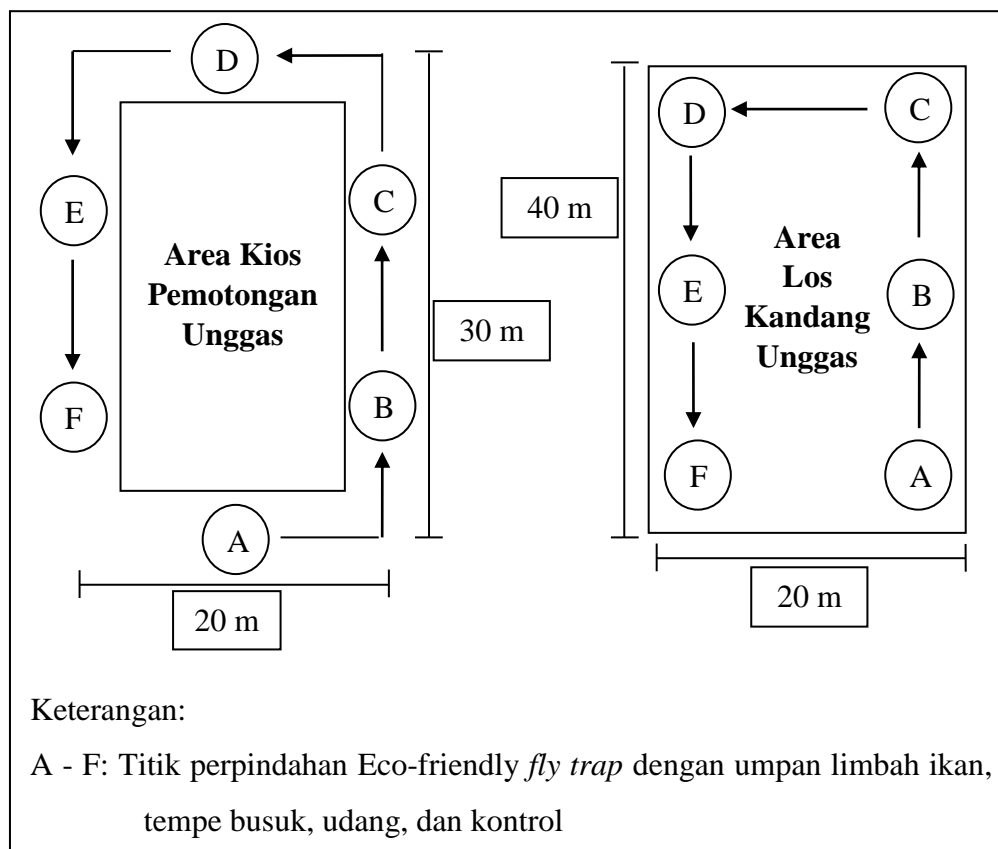 D
E
C
Area Kios
Pemotongan
Unggas
30 m
F
B
A
20 m
D
C
40 m
Area
Los
Kandang
Unggas
E
B
F
A
20 m
Keterangan:
A - F: Titik perpindahan Eco-friendly fly trap dengan umpan limbah ikan,
tempe busuk, udang, dan kontrol